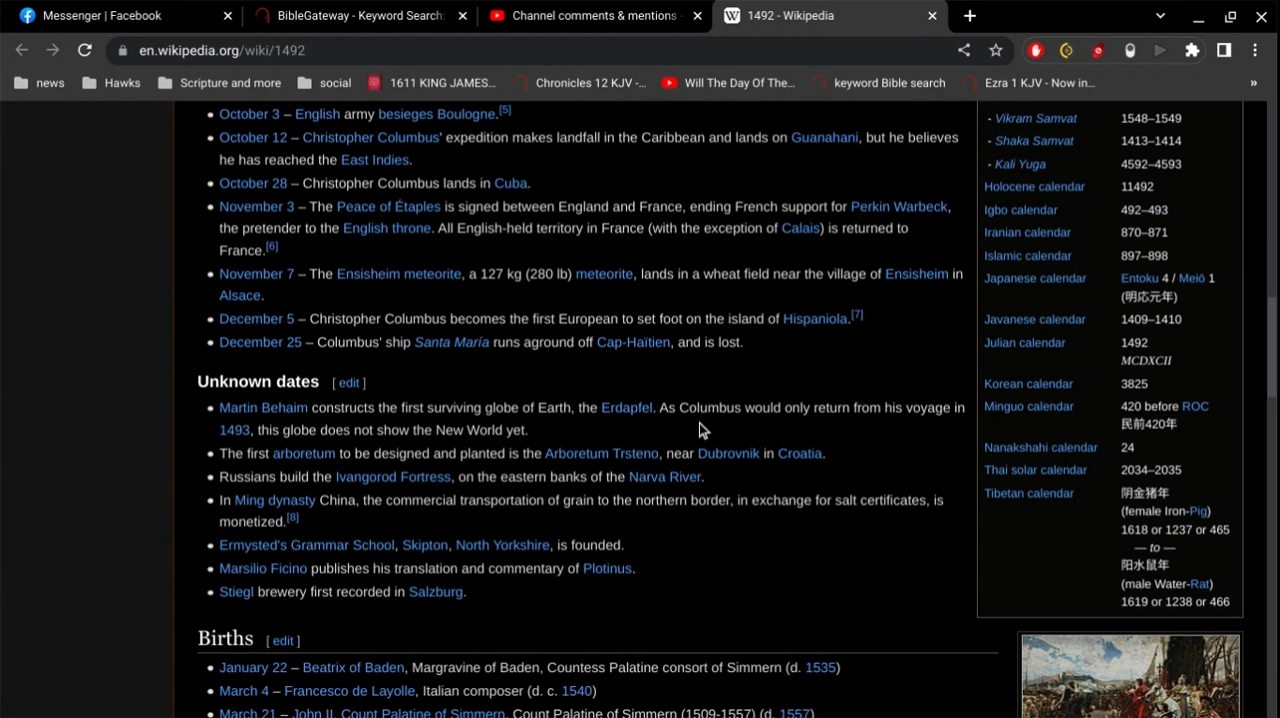 Messenger | Facebook
BibleGateway - Keyword Search:
Channel comments & mentions -
W 1492 - Wikipedia
en.wikipedia.org/wiki/1492
news
Hawks
Scripture and more
social
1611 KING JAMES...
Chronicles 12 KJV -...
Will The Day Of The...
keyword Bible search
Ezra 1 KJV - Now in...
»
• October 3 – English army besieges Boulogne.[5]
• October 12 – Christopher Columbus' expedition makes landfall in the Caribbean and lands on Guanahani, but he believes
he has reached the East Indies.
• October 28 – Christopher Columbus lands in Cuba.
• November 3 – The Peace of Étaples is signed between England and France, ending French support for Perkin Warbeck,
the pretender to the English throne. All English-held territory in France (with the exception of Calais) is returned to
France.[6]
• November 7 – The Ensisheim meteorite, a 127 kg (280 lb) meteorite, lands in a wheat field near the village of Ensisheim in
Alsace.
• December 5 – Christopher Columbus becomes the first European to set foot on the island of Hispaniola.[7]
• December 25 – Columbus' ship Santa María runs aground off Cap-Haïtien, and is lost.
Unknown dates [ edit ]
• Martin Behaim constructs the first surviving globe of Earth, the Erdapfel. As Columbus would only return from his voyage in
1493, this globe does not show the New World yet.
• The first arboretum to be designed and planted is the Arboretum Trsteno, near Dubrovnik in Croatia.
• Russians build the Ivangorod Fortress, on the eastern banks of the Narva River.
• In Ming dynasty China, the commercial transportation of grain to the northern border, in exchange for salt certificates, is
monetized.[8]
• Ermysted's Grammar School, Skipton, North Yorkshire, is founded.
• Marsilio Ficino publishes his translation and commentary of Plotinus.
• Stiegl brewery first recorded in Salzburg.
Births [ edit ]
• January 22 – Beatrix of Baden, Margravine of Baden, Countess Palatine consort of Simmern (d. 1535)
• March 4 – Francesco de Layolle, Italian composer (d. c. 1540)
• March 21 – John II, Count Palatine of Simmern, Count Palatine of Simmern (1509-1557) (d. 1557)
- Vikram Samvat 1548–1549
- Shaka Samvat 1413–1414
- Kali Yuga 4592–4593
Holocene calendar 11492
Igbo calendar 492–493
Iranian calendar 870–871
Islamic calendar 897–898
Japanese calendar Entoku 4 / Meiō 1
(明応元年)
Javanese calendar 1409–1410
Julian calendar 1492
MCDXCII
Korean calendar 3825
Minguo calendar 420 before ROC
民前420年
Nanakshahi calendar 24
Thai solar calendar 2034–2035
Tibetan calendar 阴金猪年
(female Iron-Pig)
1618 or 1237 or 465
— to —
阳水鼠年
(male Water-Rat)
1619 or 1238 or 466